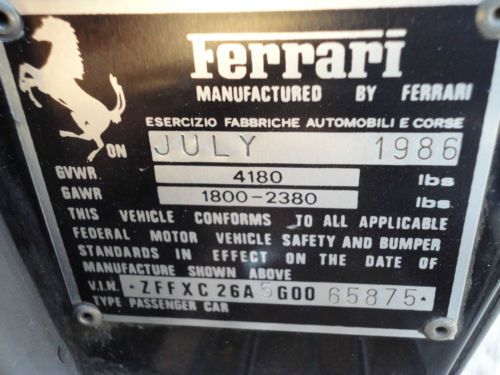 Ferrari
MANUFACTURED BY FERRARI
ESERCIZIO FABBRICHE AUTOMOBILI E CORSE
ON JULY 1986
GVWR. 4180 lbs
GAWR 1800-2380 lbs.
THIS VEHICLE CONFORMS TO ALL APPLICABLE
FEDERAL MOTOR VEHICLE SAFETY AND BUMPER
STANDARDS IN EFFECT ON THE DATE OF
MANUFACTURE SHOWN ABOVE
V.I.N. *ZFFXC26A5G0065875*
TYPE PASSENGER CAR